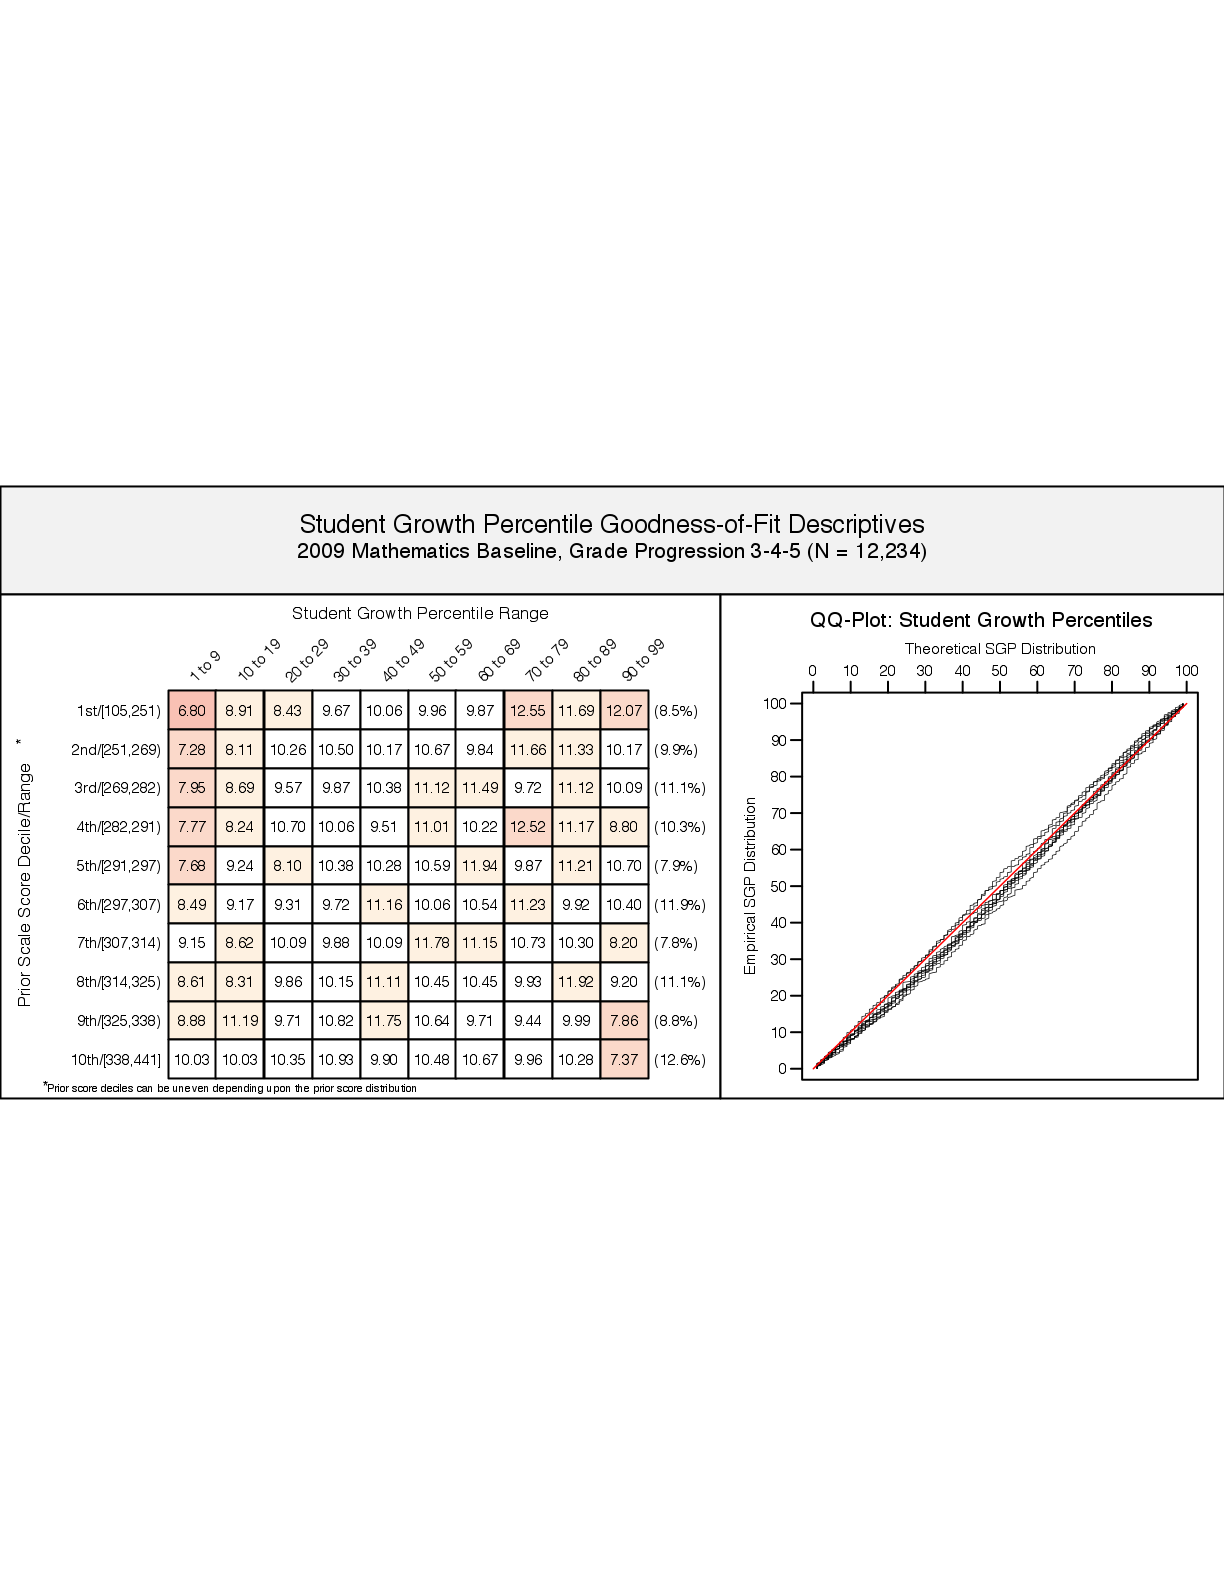 Student Growth Percentile Goodness-of-Fit Descriptives
2009 Mathematics Baseline, Grade Progression 3-4-5 (N = 12,234)
Student Growth Percentile Range
1 to 9 10 to 19 20 to 29 30 to 39 40 to 49 50 to 59 60 to 69 70 to 79 80 to 89 90 to 99
Prior Scale Score Decile/Range *
1st/[105,251) 6.80 8.91 8.43 9.67 10.06 9.96 9.87 12.55 11.69 12.07 (8.5%)
2nd/[251,269) 7.28 8.11 10.26 10.50 10.17 10.67 9.84 11.66 11.33 10.17 (9.9%)
3rd/[269,282) 7.95 8.69 9.57 9.87 10.38 11.12 11.49 9.72 11.12 10.09 (11.1%)
4th/[282,291) 7.77 8.24 10.70 10.06 9.51 11.01 10.22 12.52 11.17 8.80 (10.3%)
5th/[291,297) 7.68 9.24 8.10 10.38 10.28 10.59 11.94 9.87 11.21 10.70 (7.9%)
6th/[297,307) 8.49 9.17 9.31 9.72 11.16 10.06 10.54 11.23 9.92 10.40 (11.9%)
7th/[307,314) 9.15 8.62 10.09 9.88 10.09 11.78 11.15 10.73 10.30 8.20 (7.8%)
8th/[314,325) 8.61 8.31 9.86 10.15 11.11 10.45 10.45 9.93 11.92 9.20 (11.1%)
9th/[325,338) 8.88 11.19 9.71 10.82 11.75 10.64 9.71 9.44 9.99 7.86 (8.8%)
10th/[338,441] 10.03 10.03 10.35 10.93 9.90 10.48 10.67 9.96 10.28 7.37 (12.6%)
*Prior score deciles can be uneven depending upon the prior score distribution
QQ-Plot: Student Growth Percentiles
Theoretical SGP Distribution
0 10 20 30 40 50 60 70 80 90 100
Empirical SGP Distribution
100
90
80
70
60
50
40
30
20
10
0